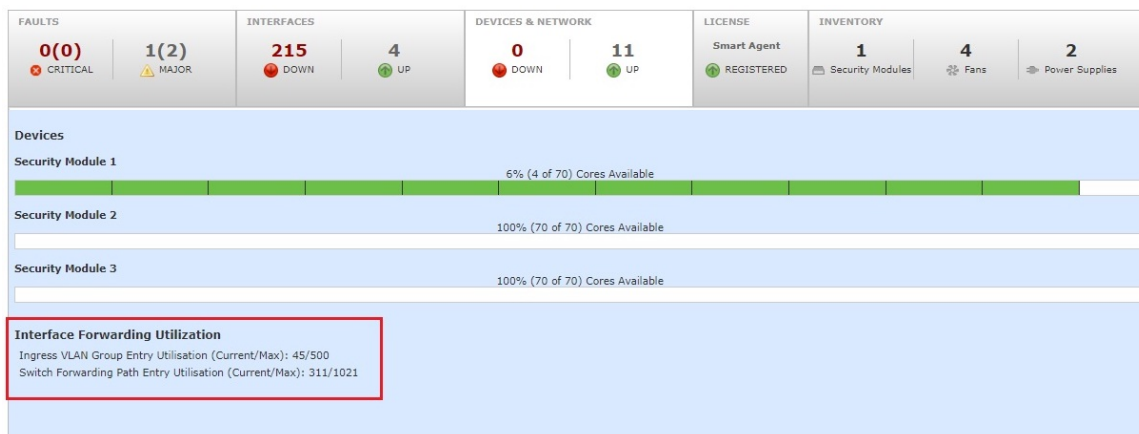 FAULTS
0(0)
CRITICAL
1(2)
MAJOR
INTERFACES
215
DOWN
4
UP
DEVICES & NETWORK
0
DOWN
11
UP
LICENSE
Smart Agent
REGISTERED
INVENTORY
1
Security Modules
4
Fans
2
Power Supplies
Devices
Security Module 1
6% (4 of 70) Cores Available
Security Module 2
100% (70 of 70) Cores Available
Security Module 3
100% (70 of 70) Cores Available
Interface Forwarding Utilization
Ingress VLAN Group Entry Utilisation (Current/Max): 45/500
Switch Forwarding Path Entry Utilisation (Current/Max): 311/1021